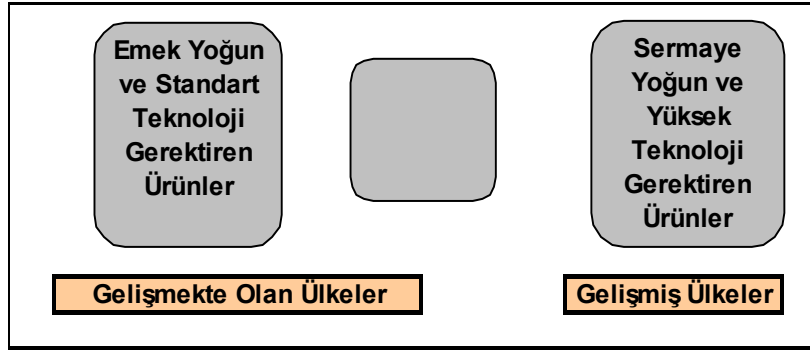 Emek Yoğun
ve Standart
Teknoloji
Gerektiren
Ürünler
Sermaye
Yoğun ve
Yüksek
Teknoloji
Gerektiren
Ürünler
Gelişmekte Olan Ülkeler
Gelişmiş Ülkeler